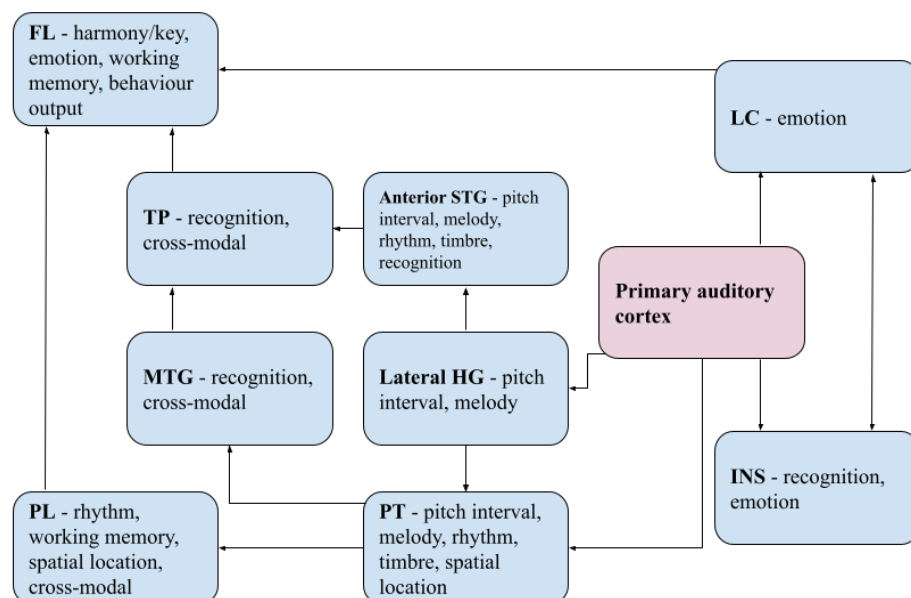 FL - harmony/key,
emotion, working
memory, behaviour
output
LC - emotion
TP - recognition,
cross-modal
Anterior STG - pitch
interval, melody,
rhythm, timbre,
recognition
Primary auditory
cortex
MTG - recognition,
cross-modal
Lateral HG - pitch
interval, melody
INS - recognition,
emotion
PL - rhythm,
working memory,
spatial location,
cross-modal
PT - pitch interval,
melody, rhythm,
timbre, spatial
location